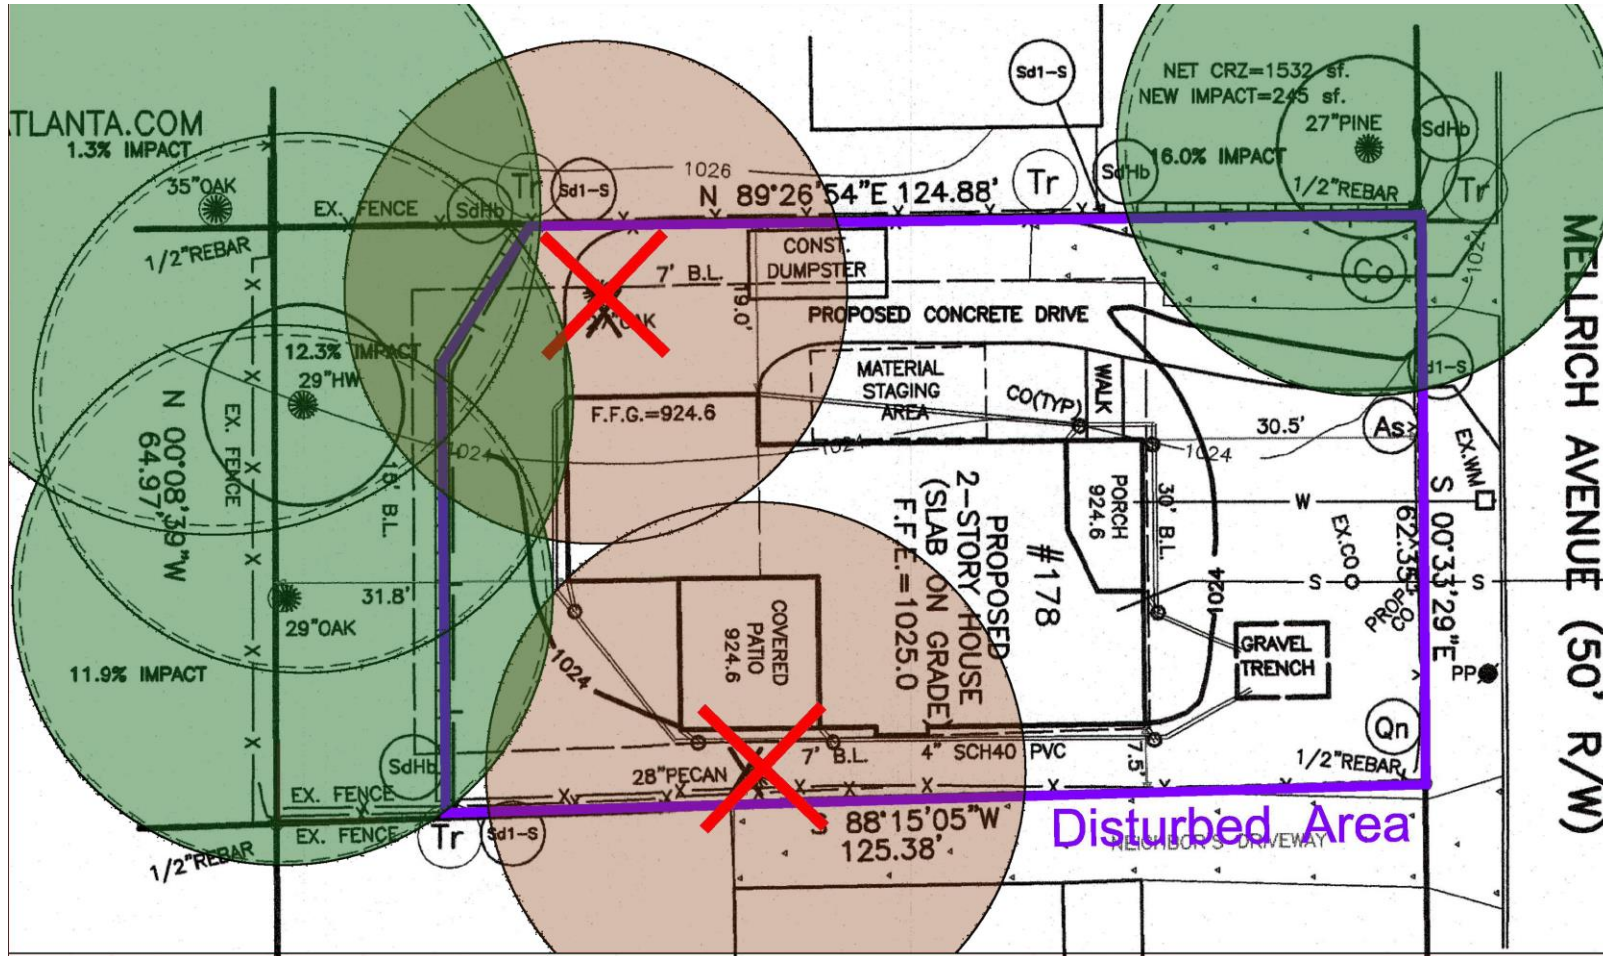 ATLANTA.COM
1.3% IMPACT
35"OAK
EX. FENCE
1/2"REBAR
SdHb
Tr
Sd1-S
1026
N 89°26'54"E 124.88'
Tr
Sd1-S
SdHb
NET CRZ=1532 sf.
NEW IMPACT=245 sf.
27"PINE
SdHb
16.0% IMPACT
1/2"REBAR
Tr
1024
Co
CONST.
DUMPSTER
7' B.L.
19.0'
PROPOSED CONCRETE DRIVE
12.3% IMPACT
29"HW
N 00°08'39"W
64.97'
EX. FENCE
1024
15' B.L.
F.F.G.=924.6
MATERIAL
STAGING
AREA
CO(TYP)
WALK
1024
1024
30.5'
As
EX.WM
MELLRICH AVENUE (50' R/W)
S 00°33'29"E
W
EX.CO
S
S
PROP.
CO
PORCH
924.6
30' B.L.
1024
#178
PROPOSED
2-STORY HOUSE
(SLAB ON GRADE)
F.F.E.=1025.0
COVERED
PATIO
924.6
31.8'
29"OAK
11.9% IMPACT
1024
GRAVEL
TRENCH
PP
Qn
1/2"REBAR
SdHb
28"PECAN
7' B.L.
4" SCH40 PVC
7.5'
EX. FENCE
EX. FENCE
1/2"REBAR
Tr
Sd1-S
88°15'05"W
125.38'
Disturbed Area
NEIGHBOR'S DRIVEWAY